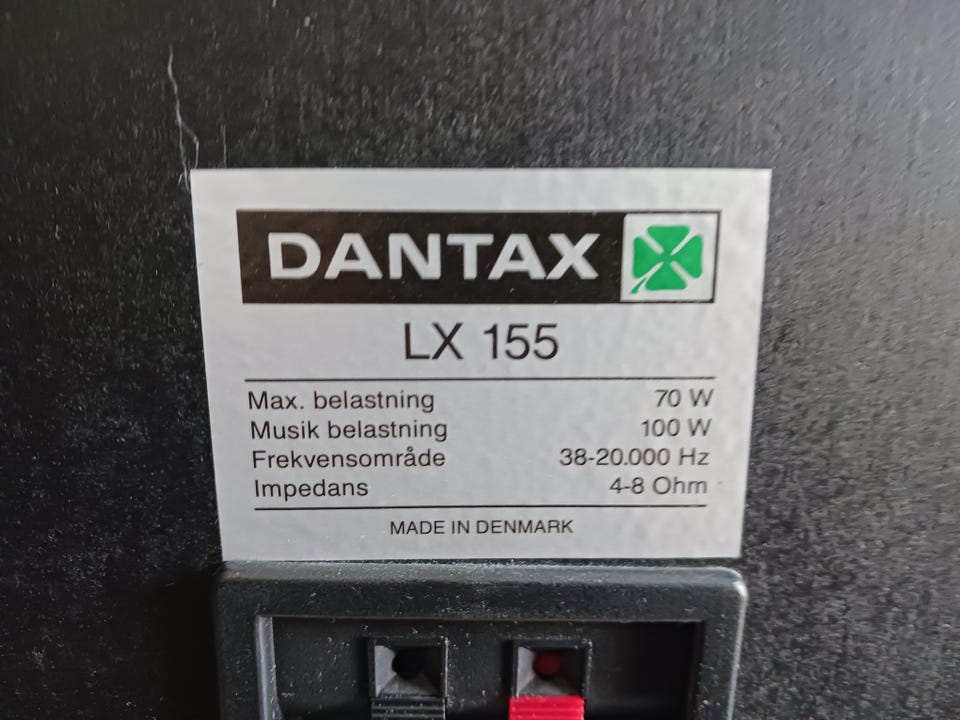 DANTAX
LX 155
Max. belastning 70 W
Musik belastning 100 W
Frekvensområde 38-20.000 Hz
Impedans 4-8 Ohm
MADE IN DENMARK